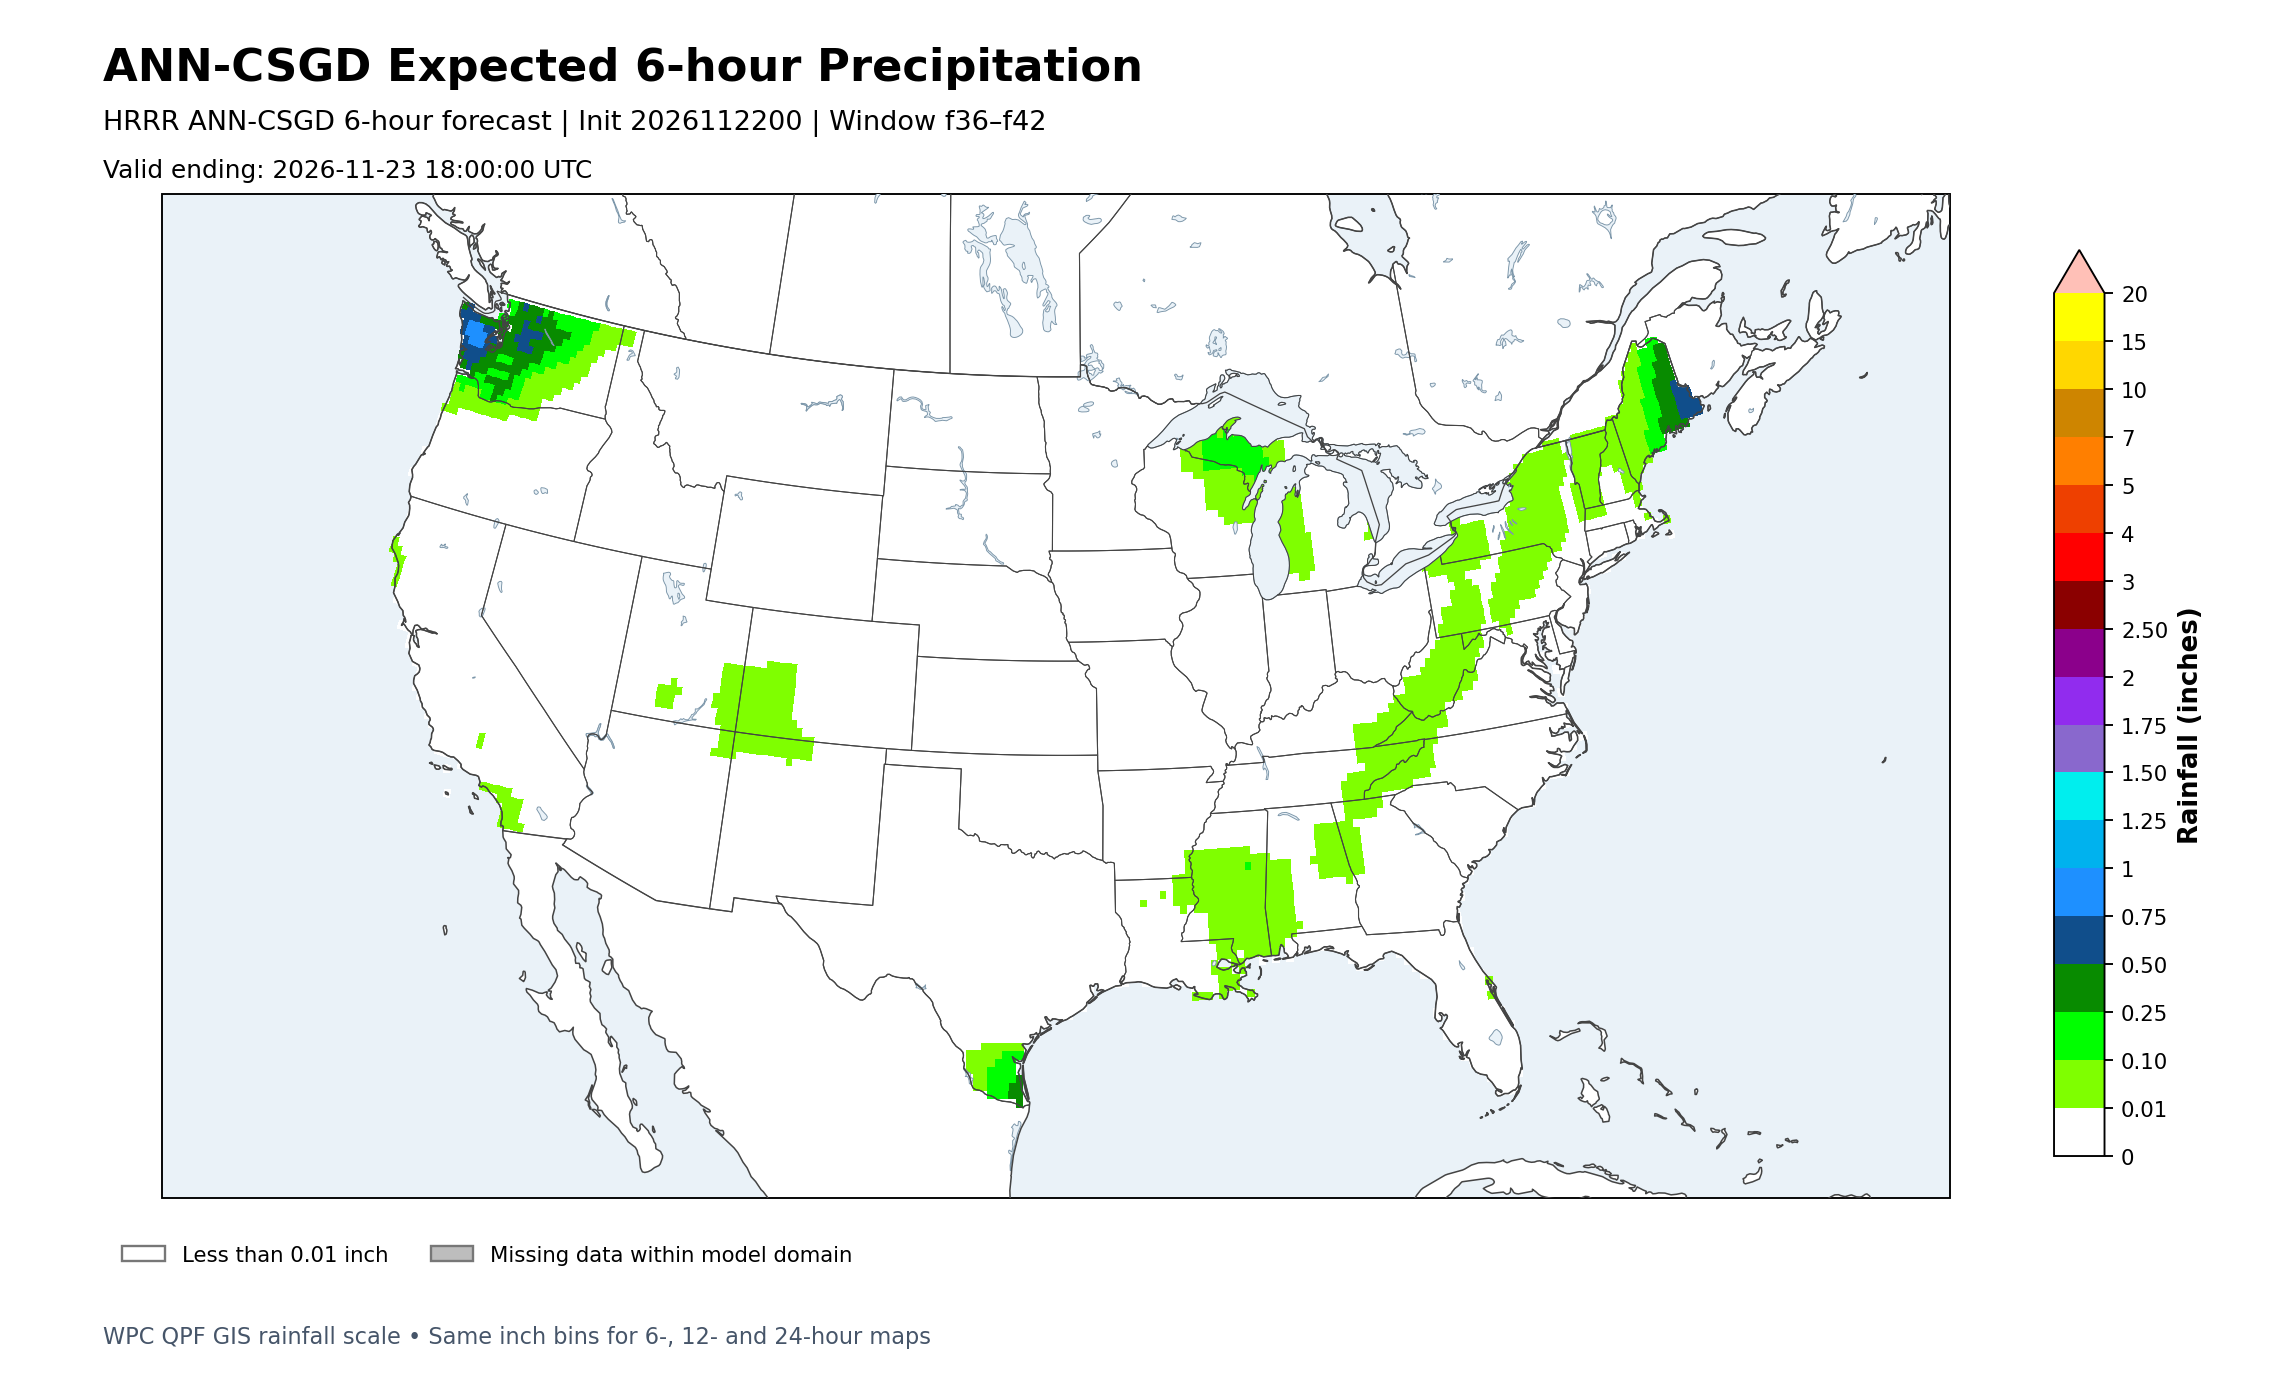 ANN-CSGD Expected 6-hour Precipitation
HRRR ANN-CSGD 6-hour forecast | Init 2026112200 | Window f36–f42
Valid ending: 2026-11-23 18:00:00 UTC
20
15
10
7
5
4
3
2.50
2
1.75
1.50
1.25
1
0.75
0.50
0.25
0.10
0.01
0
Rainfall (inches)
Less than 0.01 inch
Missing data within model domain
WPC QPF GIS rainfall scale • Same inch bins for 6-, 12- and 24-hour maps